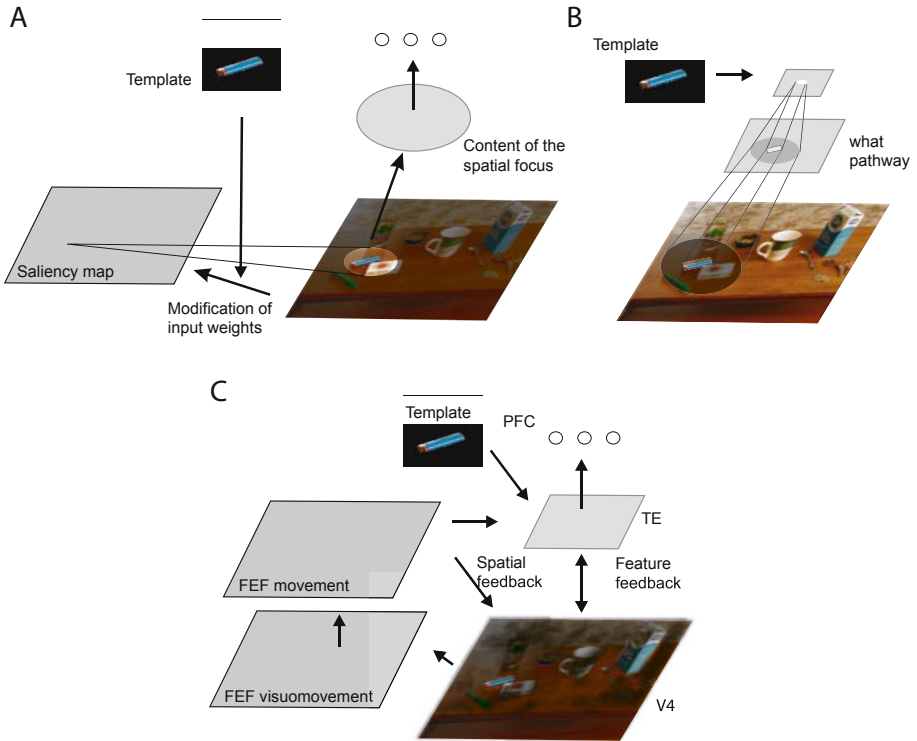 A
Template
Content of the
spatial focus
Saliency map
Modification of
input weights
B
Template
what
pathway
C
Template
PFC
TE
Spatial
feedback
Feature
feedback
FEF movement
FEF visuomovement
V4